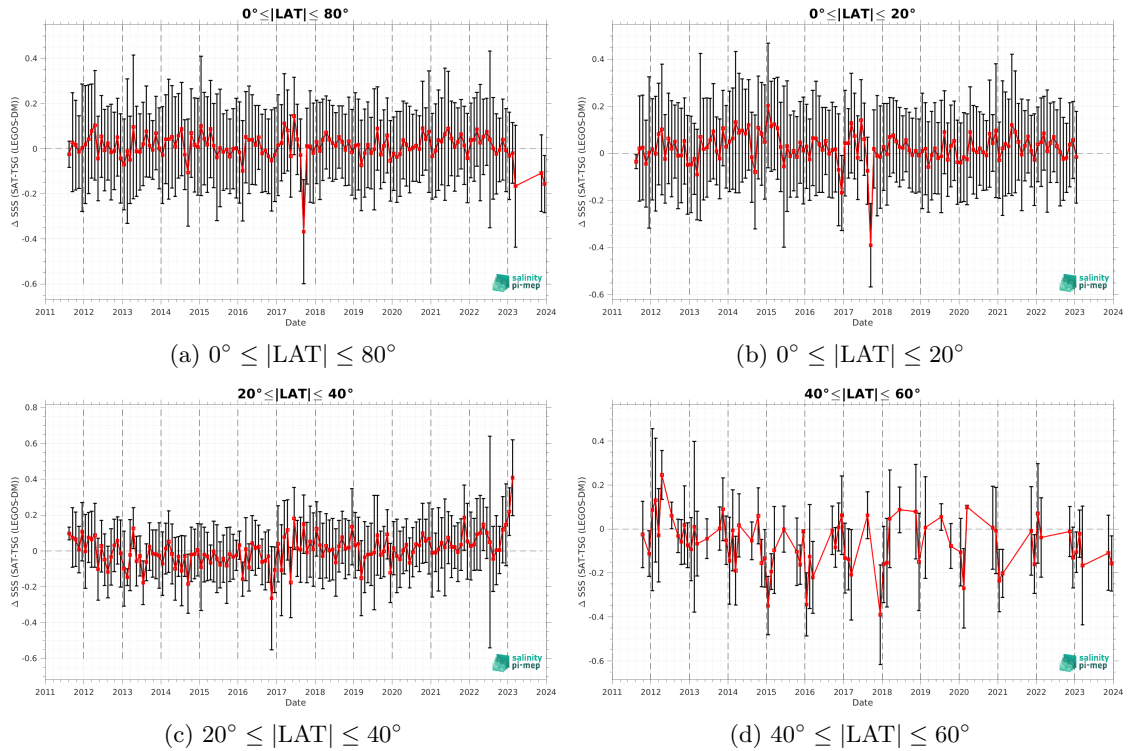 0°≤|LAT|≤ 80°
Δ SSS (SAT-TSG (LEGOS-DM))
0.4
0.2
0
-0.2
-0.4
-0.6
2011 2012 2013 2014 2015 2016 2017 2018 2019 2020 2021 2022 2023 2024
Date
salinity
pi-mep
(a) 0° ≤ |LAT| ≤ 80°
0°≤|LAT|≤ 20°
Δ SSS (SAT-TSG (LEGOS-DM))
0.4
0.2
0
-0.2
-0.4
-0.6
2011 2012 2013 2014 2015 2016 2017 2018 2019 2020 2021 2022 2023 2024
Date
salinity
pi-mep
(b) 0° ≤ |LAT| ≤ 20°
20°≤|LAT|≤ 40°
Δ SSS (SAT-TSG (LEGOS-DM))
0.8
0.6
0.4
0.2
0
-0.2
-0.4
-0.6
2011 2012 2013 2014 2015 2016 2017 2018 2019 2020 2021 2022 2023 2024
Date
salinity
pi-mep
(c) 20° ≤ |LAT| ≤ 40°
40°≤|LAT|≤ 60°
Δ SSS (SAT-TSG (LEGOS-DM))
0.4
0.2
0
-0.2
-0.4
-0.6
2011 2012 2013 2014 2015 2016 2017 2018 2019 2020 2021 2022 2023 2024
Date
salinity
pi-mep
(d) 40° ≤ |LAT| ≤ 60°